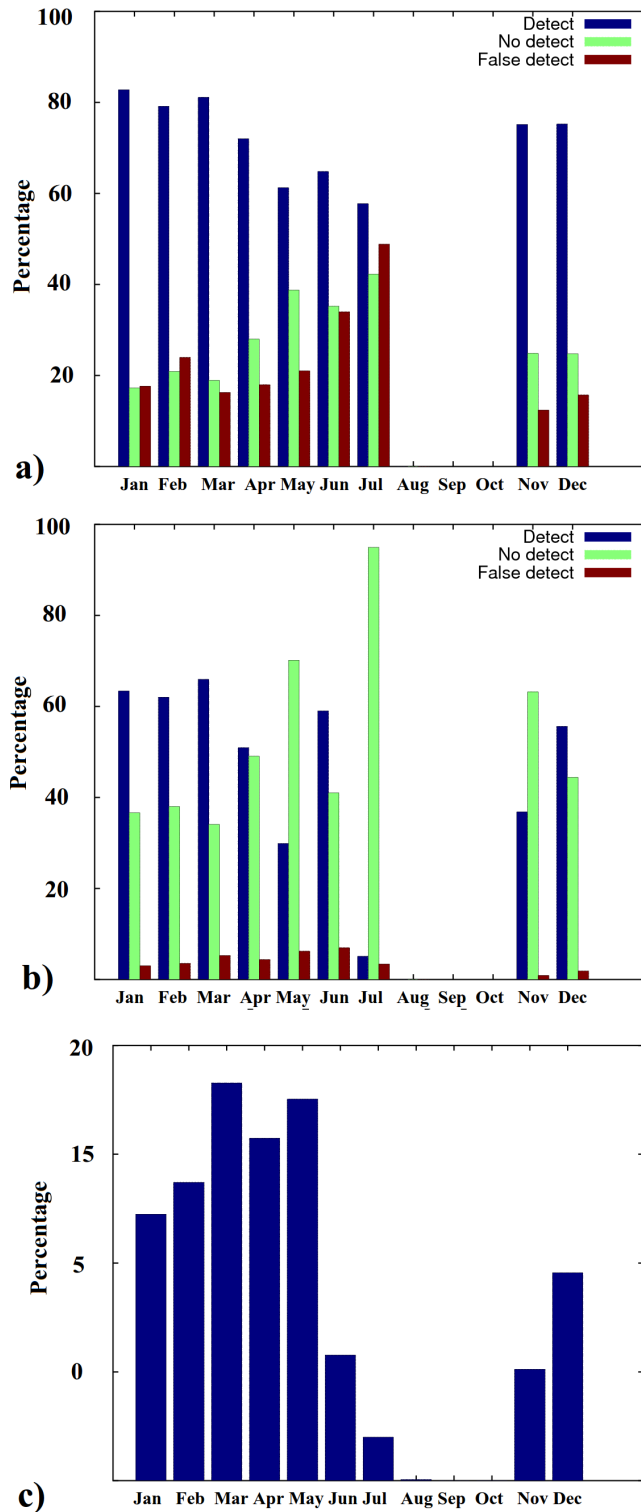 100
Detect
No detect
False detect
80
60
40
20
Percentage
a)
Jan Feb Mar Apr May Jun Jul Aug Sep Oct Nov Dec
100
Detect
No detect
False detect
80
60
40
20
Percentage
b)
Jan Feb Mar Apr May Jun Jul Aug Sep Oct Nov Dec
20
15
5
0
Percentage
c)
Jan Feb Mar Apr May Jun Jul Aug Sep Oct Nov Dec